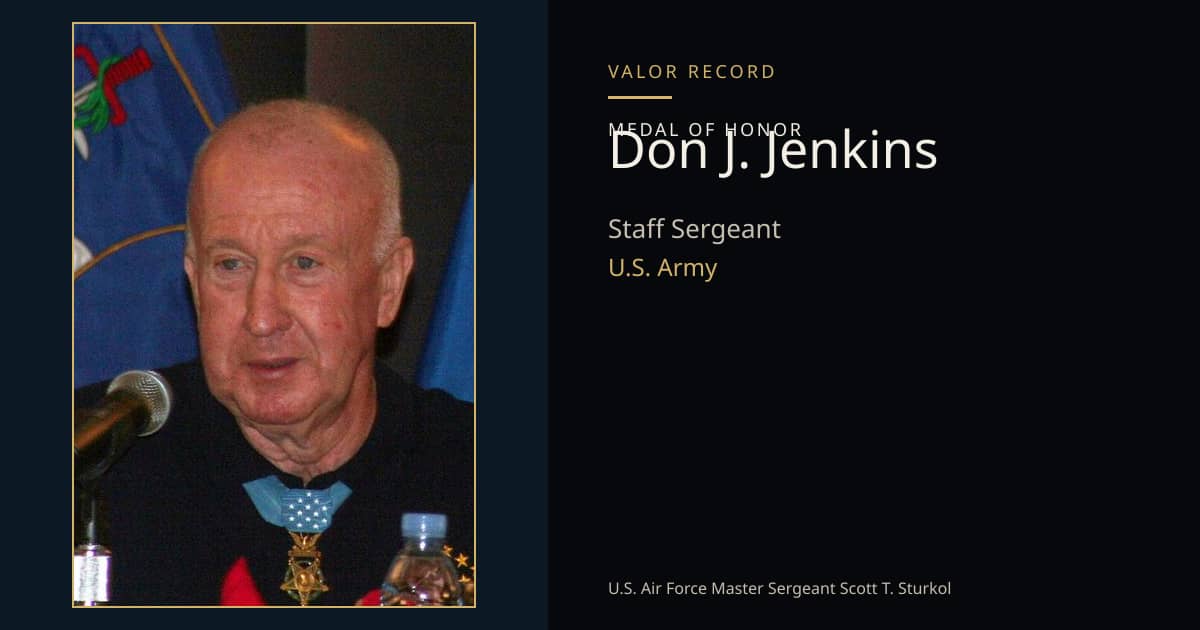 VALOR RECORD
MEDAL OF HONOR
Don J. Jenkins
Staff Sergeant
U.S. Army
U.S. Air Force Master Sergeant Scott T. Sturkol